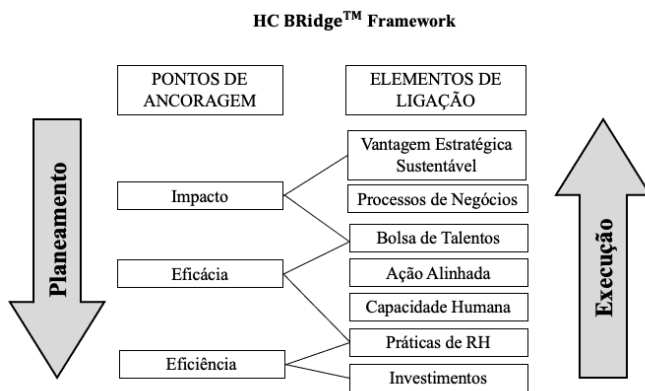 HC BRidge™ Framework
PONTOS DE
ANCORAGEM
ELEMENTOS DE
LIGAÇÃO
Planeamento
Impacto
Eficácia
Eficiência
Vantagem Estratégica
Sustentável
Processos de Negócios
Bolsa de Talentos
Ação Alinhada
Capacidade Humana
Práticas de RH
Investimentos
Execução